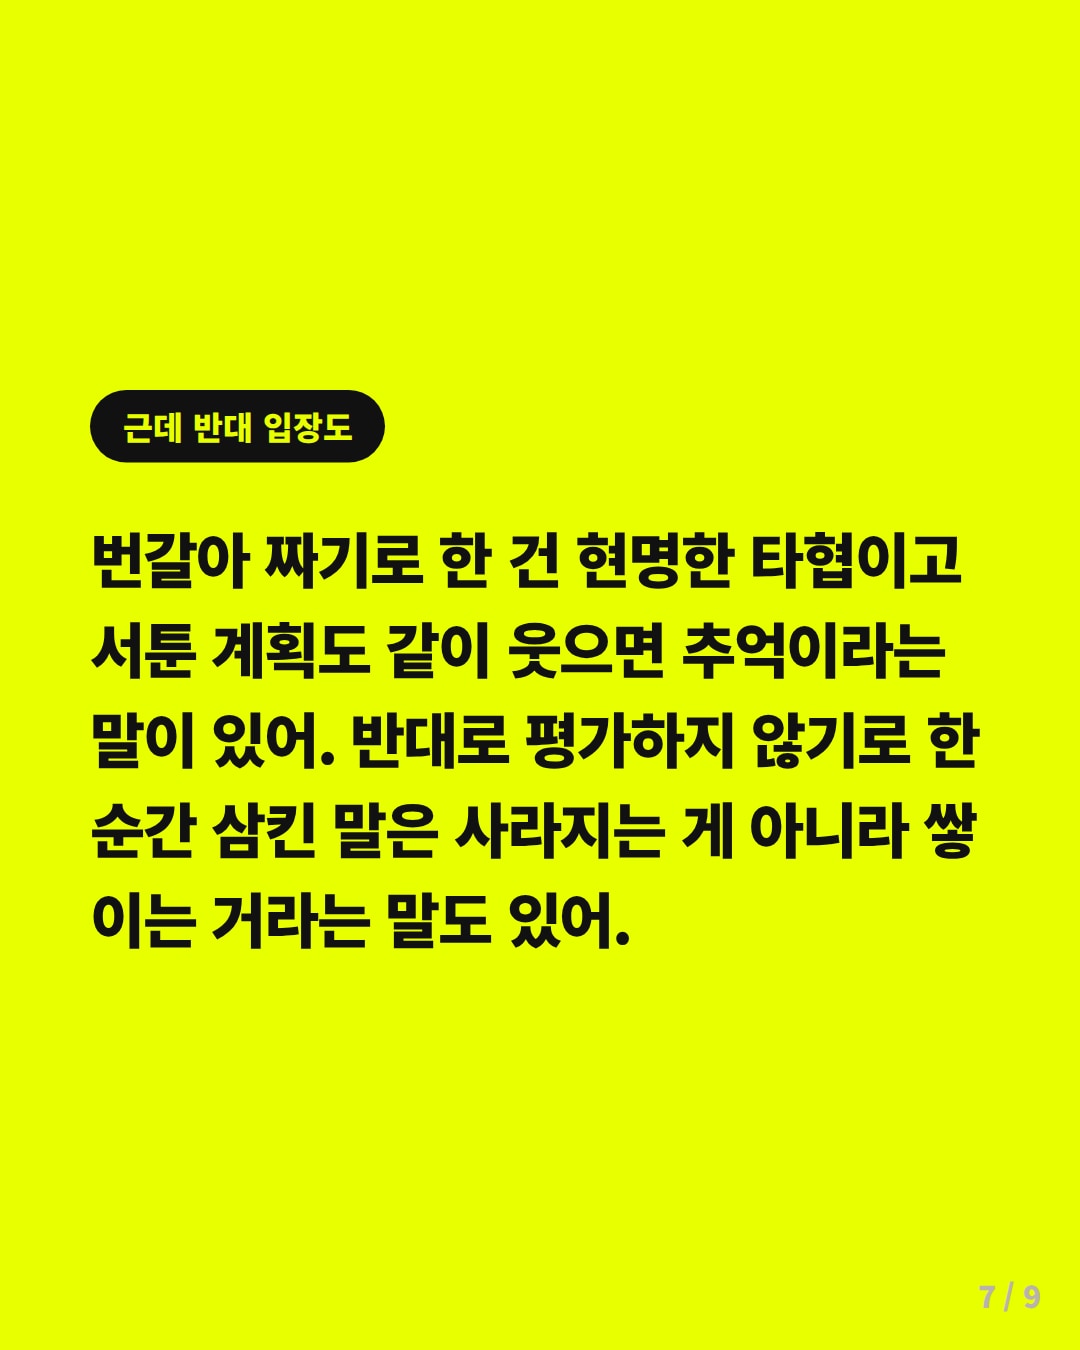 근데 반대 입장도
번갈아 짜기로 한 건 현명한 타협이고
서툰 계획도 같이 웃으면 추억이라는
말이 있어. 반대로 평가하지 않기로 한
순간 삼킨 말은 사라지는 게 아니라 쌓
이는 거라는 말도 있어.
7 / 9